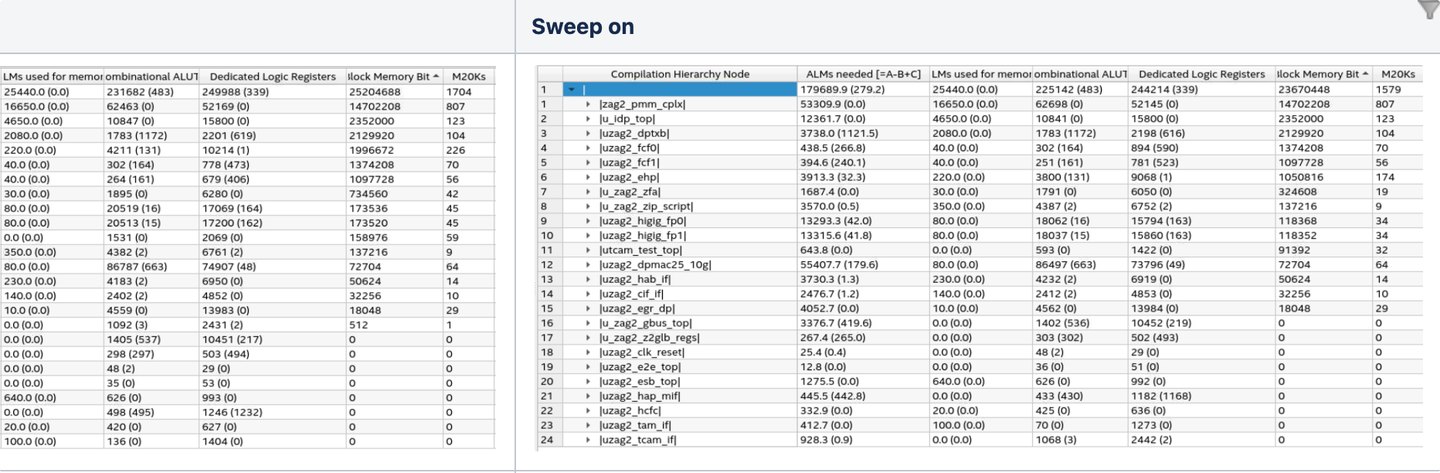 Sweep on
LMs used for memor ombinational ALUT Dedicated Logic Registers llock Memory Bit M20Ks
25440.0 (0.0) 231682 (483) 249988 (339) 25204688 1704
16650.0 (0.0) 62463 (0) 52169 (0) 14702208 807
4650.0 (0.0) 10847 (0) 15800 (0) 2352000 123
2080.0 (0.0) 1783 (1172) 2201 (619) 2129920 104
220.0 (0.0) 4211 (131) 10214 (1) 1996672 226
40.0 (0.0) 302 (164) 778 (473) 1374208 70
40.0 (0.0) 264 (161) 679 (406) 1097728 56
30.0 (0.0) 1895 (0) 6280 (0) 734560 42
80.0 (0.0) 20519 (16) 17069 (164) 173536 45
80.0 (0.0) 20513 (15) 17200 (162) 173520 45
0.0 (0.0) 1531 (0) 2069 (0) 158976 59
350.0 (0.0) 4382 (2) 6761 (2) 137216 9
80.0 (0.0) 86787 (663) 74907 (48) 72704 64
230.0 (0.0) 4183 (2) 6950 (0) 50624 14
140.0 (0.0) 2402 (2) 4852 (0) 32256 10
10.0 (0.0) 4559 (0) 13983 (0) 18048 29
0.0 (0.0) 1092 (3) 2431 (2) 512 1
0.0 (0.0) 1405 (537) 10451 (217) 0 0
0.0 (0.0) 298 (297) 503 (494) 0 0
0.0 (0.0) 48 (2) 29 (0) 0 0
0.0 (0.0) 35 (0) 53 (0) 0 0
640.0 (0.0) 626 (0) 993 (0) 0 0
0.0 (0.0) 498 (495) 1246 (1232) 0 0
20.0 (0.0) 420 (0) 627 (0) 0 0
100.0 (0.0) 136 (0) 1404 (0) 0 0
Compilation Hierarchy Node ALMs needed [=A-B+C] LMs used for memor ombinational ALUT Dedicated Logic Registers llock Memory Bit M20Ks
1 | 179689.9 (279.2) 25440.0 (0.0) 225142 (483) 244214 (339) 23670448 1579
1 |zag2_pmm_cplx| 53309.9 (0.0) 16650.0 (0.0) 62698 (0) 52145 (0) 14702208 807
2 |u_idp_top| 12361.7 (0.0) 4650.0 (0.0) 10841 (0) 15800 (0) 2352000 123
3 |uzag2_dptxb| 3738.0 (1121.5) 2080.0 (0.0) 1783 (1172) 2198 (616) 2129920 104
4 |uzag2_fcf0| 438.5 (266.8) 40.0 (0.0) 302 (164) 894 (590) 1374208 70
5 |uzag2_fcf1| 394.6 (240.1) 40.0 (0.0) 251 (161) 781 (523) 1097728 56
6 |uzag2_ehp| 3913.3 (32.3) 220.0 (0.0) 3800 (131) 9068 (1) 1050816 174
7 |u_zag2_zfa| 1687.4 (0.0) 30.0 (0.0) 1791 (0) 6050 (0) 324608 19
8 |u_zag2_zip_script| 3570.0 (0.5) 350.0 (0.0) 4387 (2) 6752 (2) 137216 9
9 |uzag2_higig_fp0| 13293.3 (42.0) 80.0 (0.0) 18062 (16) 15794 (163) 118368 34
10 |uzag2_higig_fp1| 13315.6 (41.8) 80.0 (0.0) 18037 (15) 15860 (163) 118352 34
11 |utcam_test_top| 643.8 (0.0) 0.0 (0.0) 593 (0) 1422 (0) 91392 32
12 |uzag2_dpmac25_10g| 55407.7 (179.6) 80.0 (0.0) 86497 (663) 73796 (49) 72704 64
13 |uzag2_hab_if| 3730.3 (1.3) 230.0 (0.0) 4232 (2) 6919 (0) 50624 14
14 |uzag2_cif_if| 2476.7 (1.2) 140.0 (0.0) 2412 (2) 4853 (0) 32256 10
15 |uzag2_egr_dp| 4052.7 (0.0) 10.0 (0.0) 4562 (0) 13984 (0) 18048 29
16 |u_zag2_gbus_top| 3376.7 (419.6) 0.0 (0.0) 1402 (536) 10452 (219) 0 0
17 |u_zag2_z2glb_regs| 267.4 (265.0) 0.0 (0.0) 303 (302) 502 (493) 0 0
18 |uzag2_clk_reset| 25.4 (0.4) 0.0 (0.0) 48 (2) 29 (0) 0 0
19 |uzag2_e2e_top| 12.8 (0.0) 0.0 (0.0) 36 (0) 51 (0) 0 0
20 |uzag2_esb_top| 1275.5 (0.0) 640.0 (0.0) 626 (0) 992 (0) 0 0
21 |uzag2_hap_mif| 445.5 (442.8) 0.0 (0.0) 433 (430) 1182 (1168) 0 0
22 |uzag2_hcfc| 332.9 (0.0) 20.0 (0.0) 425 (0) 636 (0) 0 0
23 |uzag2_tam_if| 412.7 (0.0) 100.0 (0.0) 70 (0) 1273 (0) 0 0
24 |uzag2_tcam_if| 928.3 (0.9) 0.0 (0.0) 1068 (3) 2442 (2) 0 0